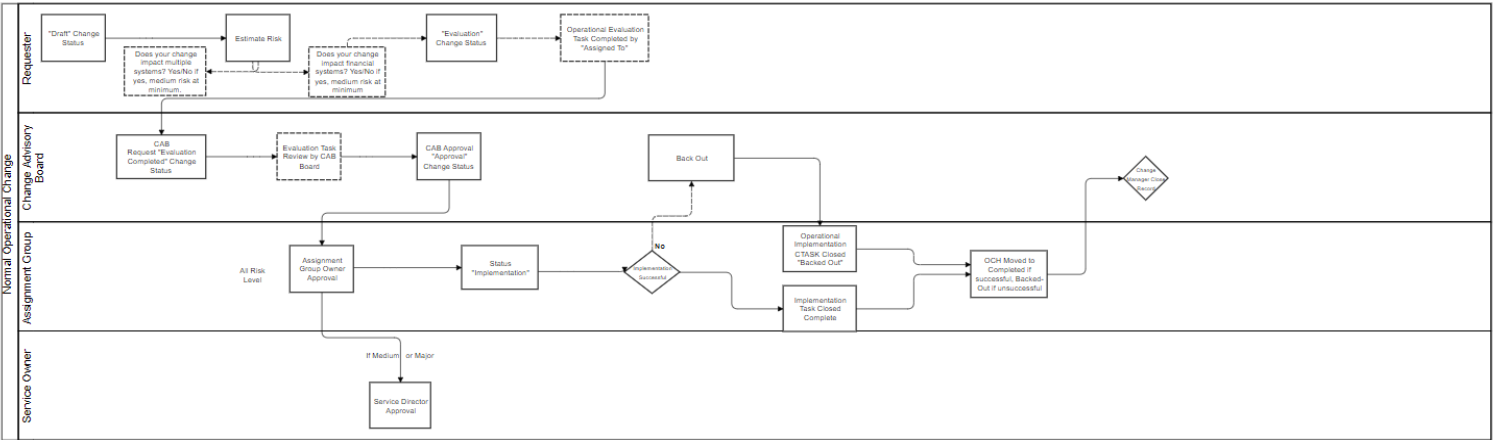 Normal Operational Change
Requester
"Draft" Change
Status
Estimate Risk
Does your change
impact multiple
systems? Yes/No if
yes, medium risk at
minimum.
Does your change
impact financial
systems? Yes/No if
yes, medium risk at
minimum
"Evaluation"
Change Status
Operational Evaluation
Task Completed by
"Assigned To"
Change Advisory
Board
CAB
Request "Evaluation
Completed" Change
Status
Evaluation Task
Review by CAB
Board
CAB Approval
"Approval"
Change Status
Back Out
Change
Manager Close
Record
Assignment Group
All Risk
Level
Assignment
Group Owner
Approval
Status
"Implementation"
No
Implementation
Successful
Operational
Implementation
CTASK Closed
"Backed Out"
Implementation
Task Closed
Complete
OCH Moved to
Completed if
successful, Backed-
Out if unsuccessful
Service Owner
If Medium or Major
Service Director
Approval